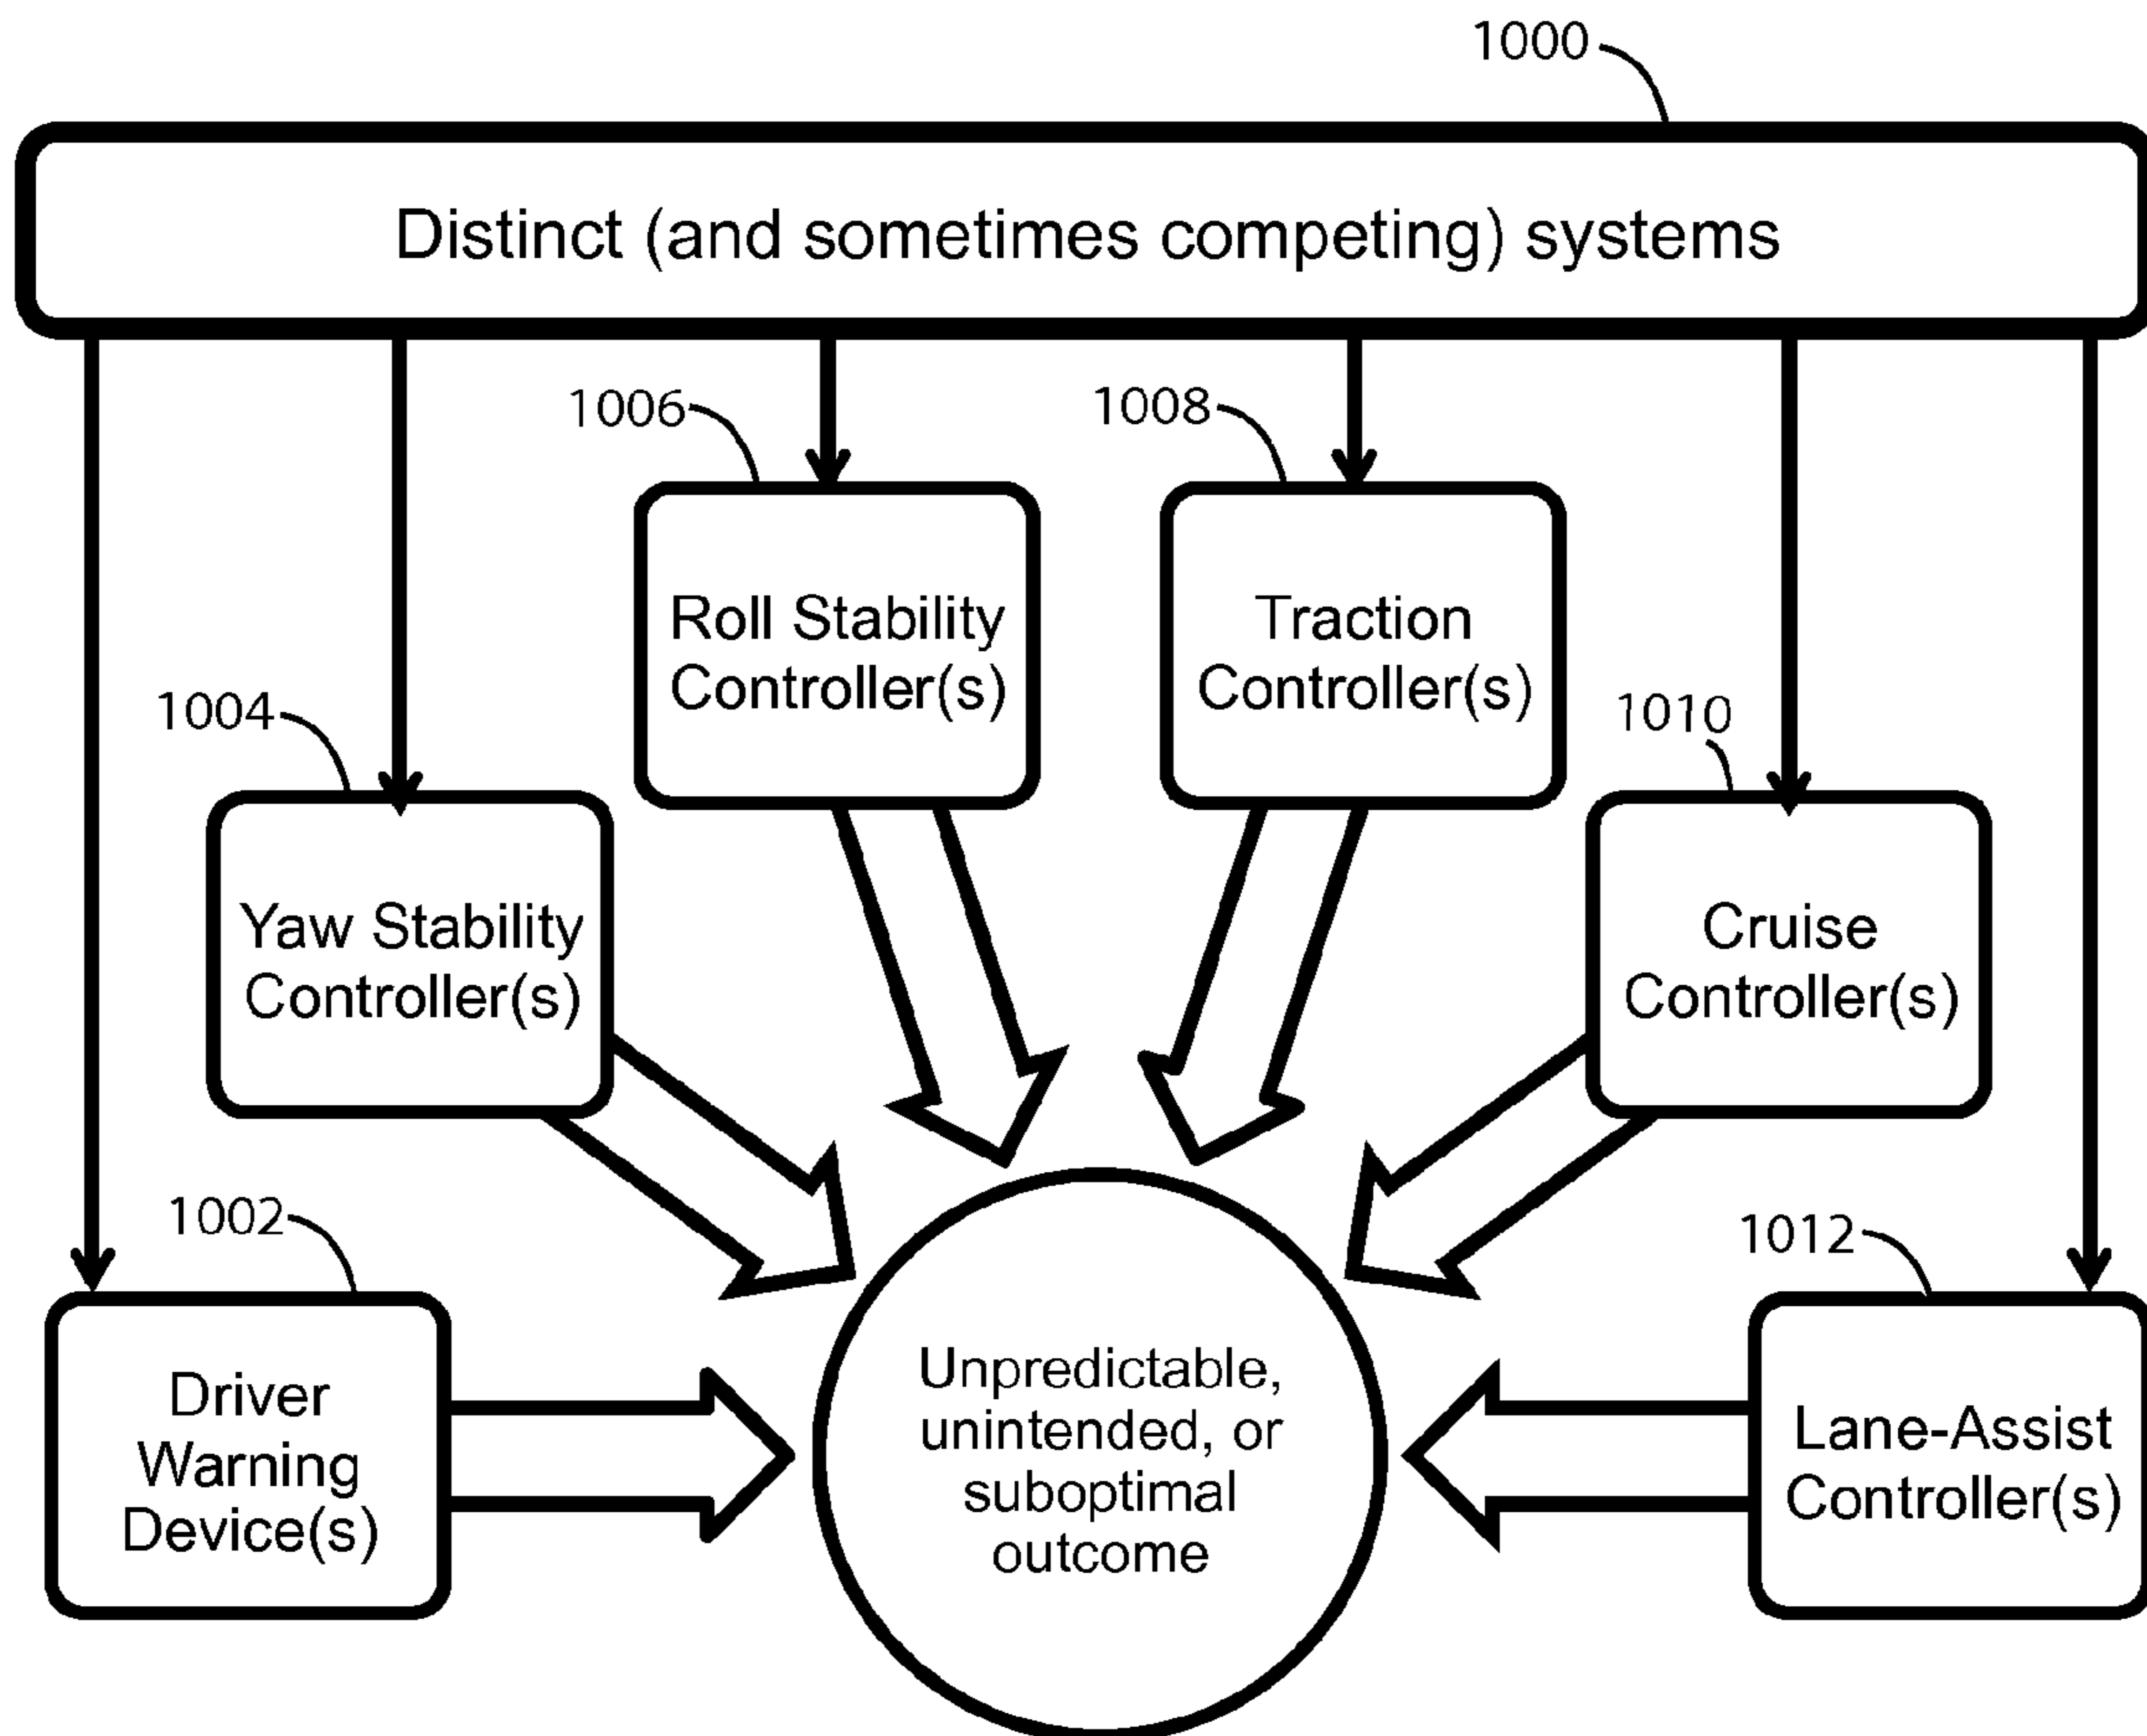 1000
Distinct (and sometimes competing) systems
1006
1008
Roll Stability
Controller(s)
Traction
Controller(s)
1004
1010
Yaw Stability
Controller(s)
Cruise
Controller(s)
1002
1012
Driver
Warning
Device(s)
Unpredictable,
unintended, or
suboptimal
outcome
Lane-Assist
Controller(s)